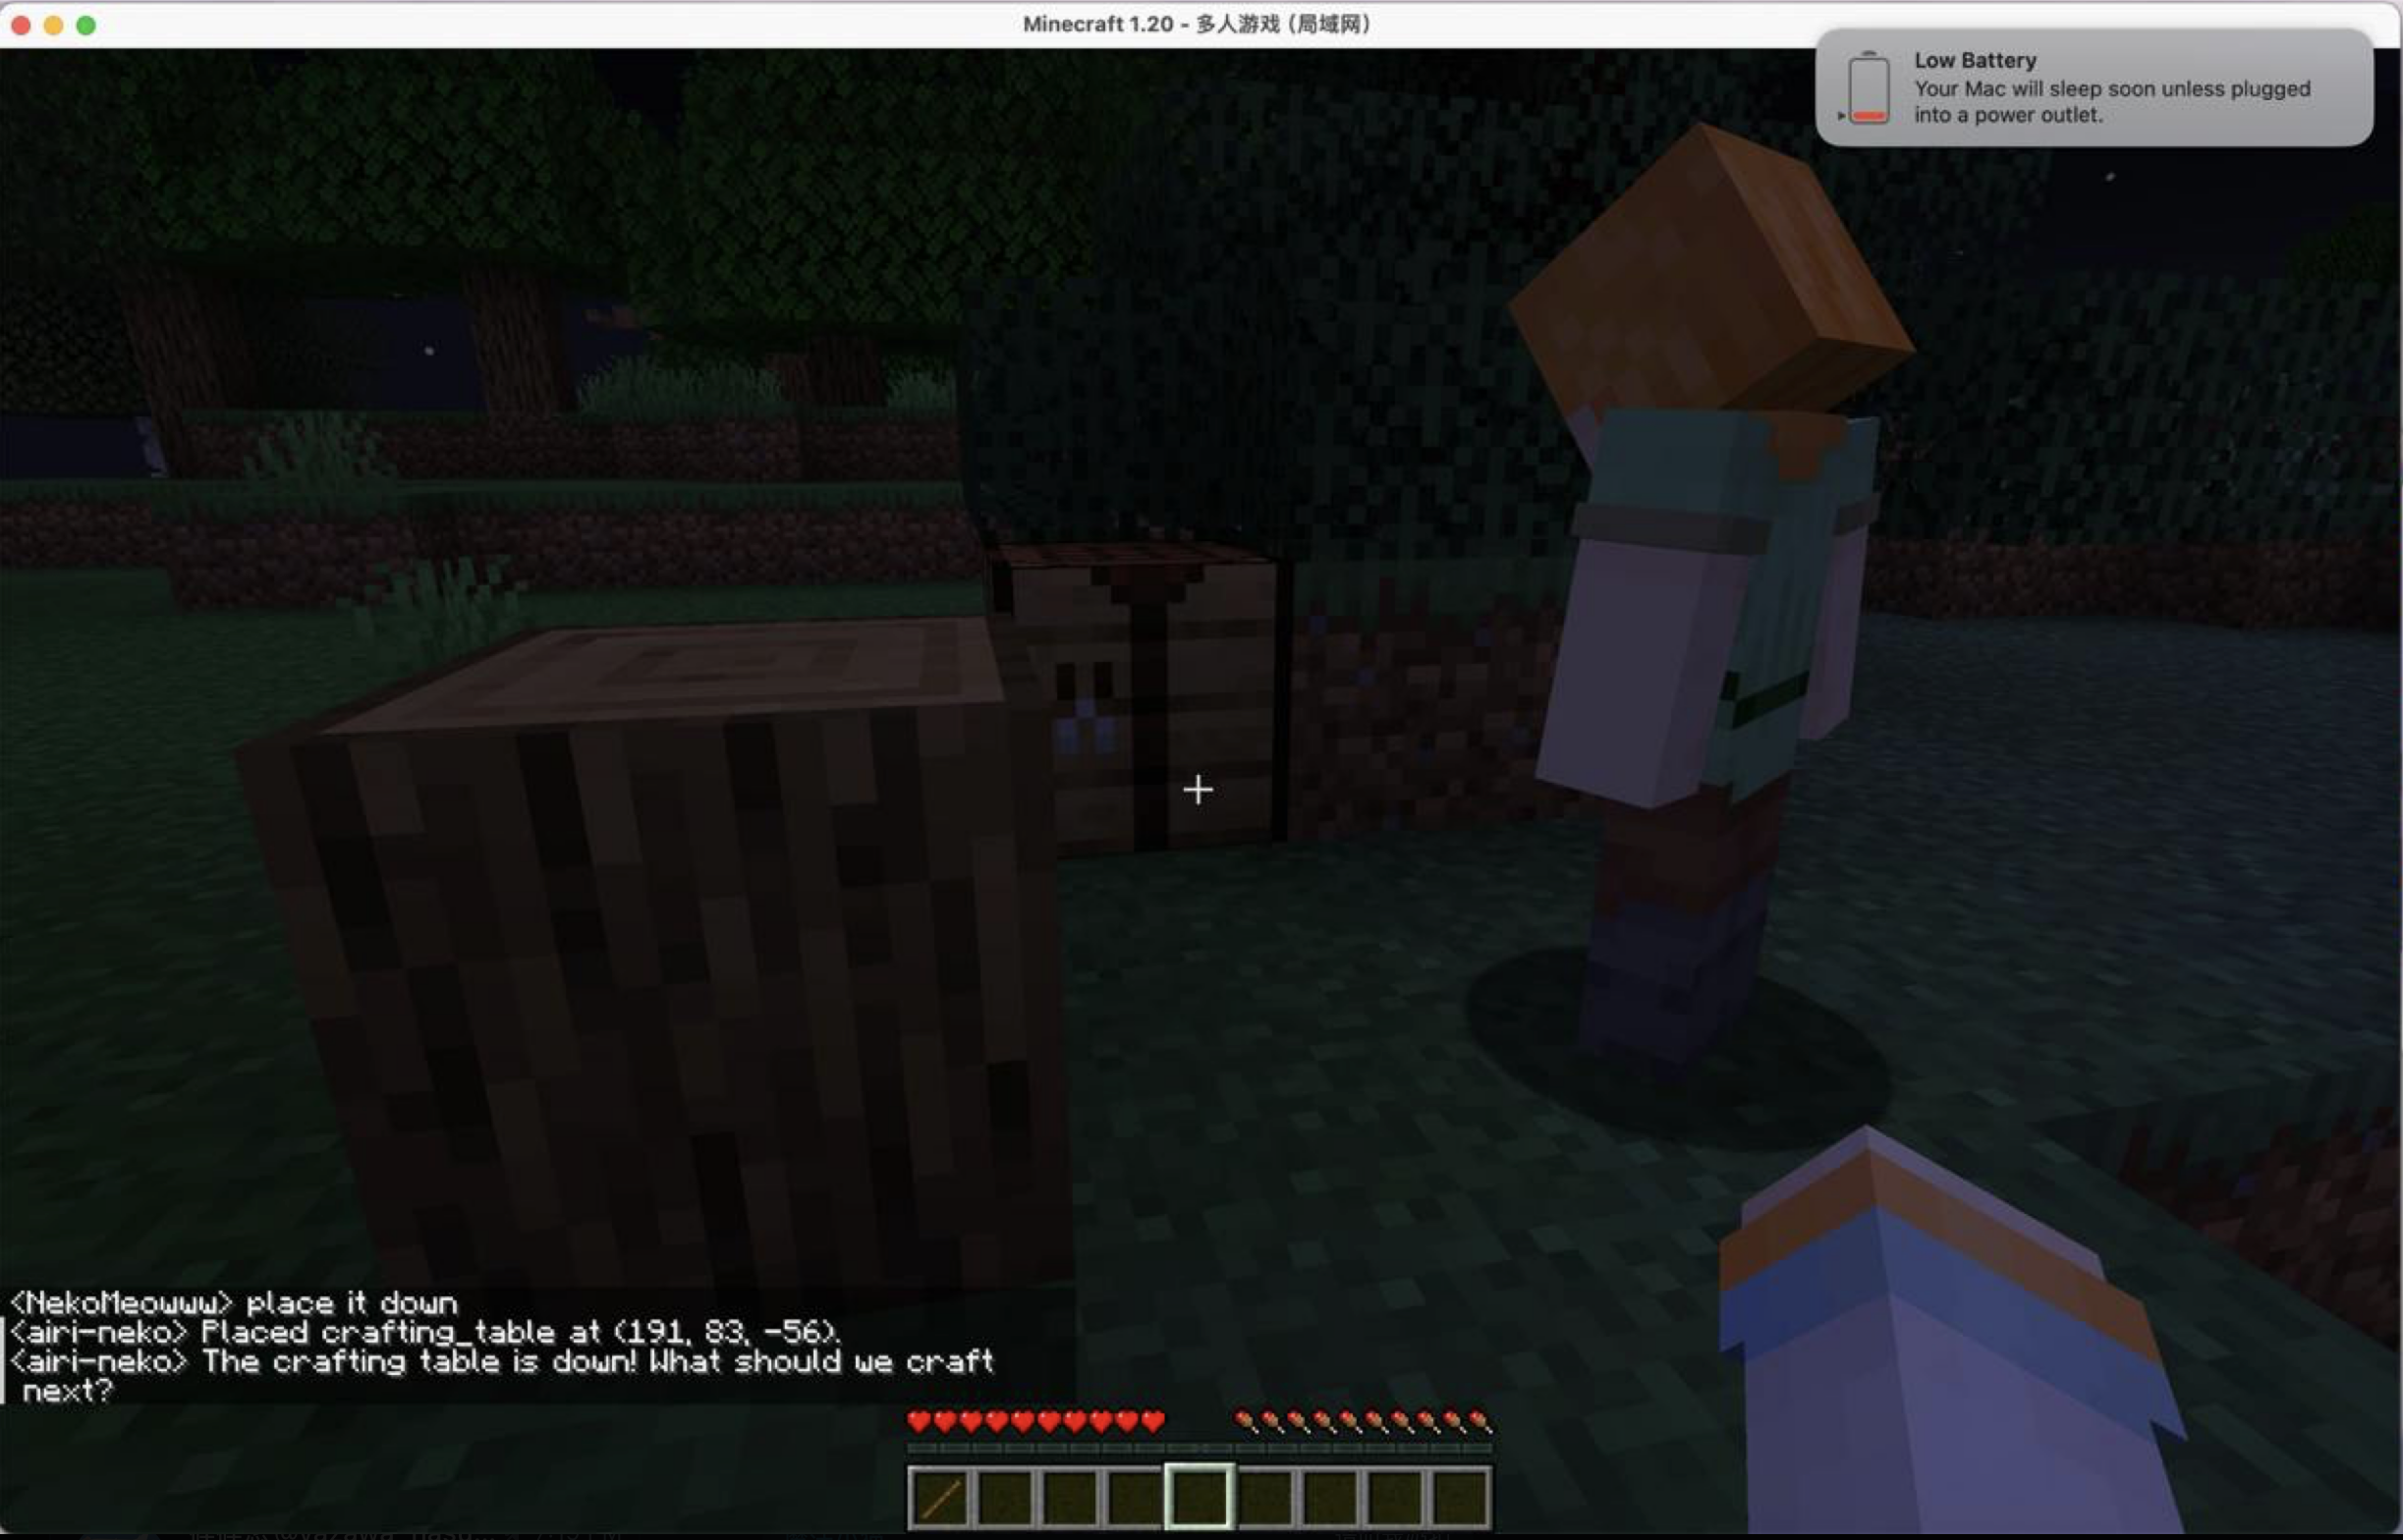 Minecraft 1.20 - 多人游戏 (局域网)
Low Battery
Your Mac will sleep soon unless plugged
into a power outlet.
<NekoMeowww> place it down
<airi-neko> Placed crafting_table at (191, 83, -56).
<airi-neko> The crafting table is down! What should we craft
next?